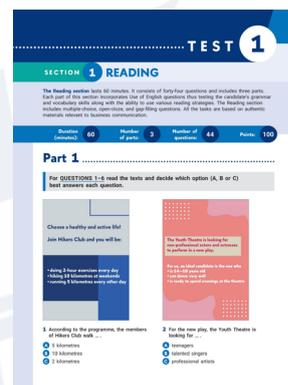 TEST 1
SECTION 1 READING
The Reading section lasts 60 minutes. It consists of forty-four questions and includes three parts.
Each part of this section incorporates Use of English questions thus testing the candidate's grammar
and vocabulary skills along with the ability to use various reading strategies. The Reading section
includes multiple-choice, open-cloze, and gap-filling questions. All the tasks are based on authentic
materials relevant to business communication.
Duration (minutes): 60
Number of parts: 3
Number of questions: 44
Points: 100
Part 1
For QUESTIONS 1–6 read the texts and decide which option (A, B or C)
best answers each question.
Choose a healthy and active life!
Join Hikers Club and you will be:
• doing 2-hour exercises every day
• hiking 10 kilometres at weekends
• running 5 kilometres every other day
1 According to the programme, the members
of Hikers Club walk ... .
A 5 kilometres
B 10 kilometres
C 2 kilometres
The Youth Theatre is looking for
non-professional actors and actresses
to perform in a new play.
For us, an ideal candidate is the one who
• is 14–18 years old
• can dance very well
• is ready to spend evenings at the theatre
2 For the new play, the Youth Theatre is
looking for ... .
A teenagers
B talented singers
C professional artists